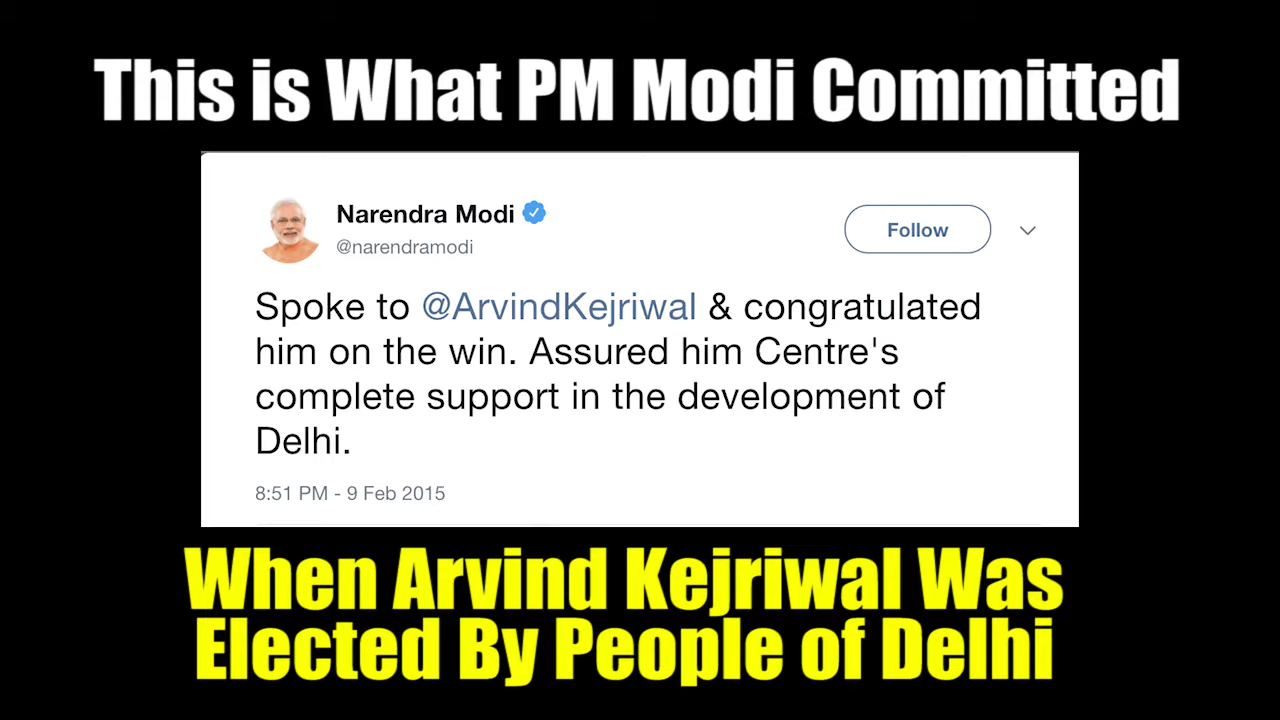 This is What PM Modi Committed
Narendra Modi
@narendramodi
Follow
Spoke to @ArvindKejriwal & congratulated
him on the win. Assured him Centre's
complete support in the development of
Delhi.
8:51 PM - 9 Feb 2015
When Arvind Kejriwal Was
Elected By People of Delhi